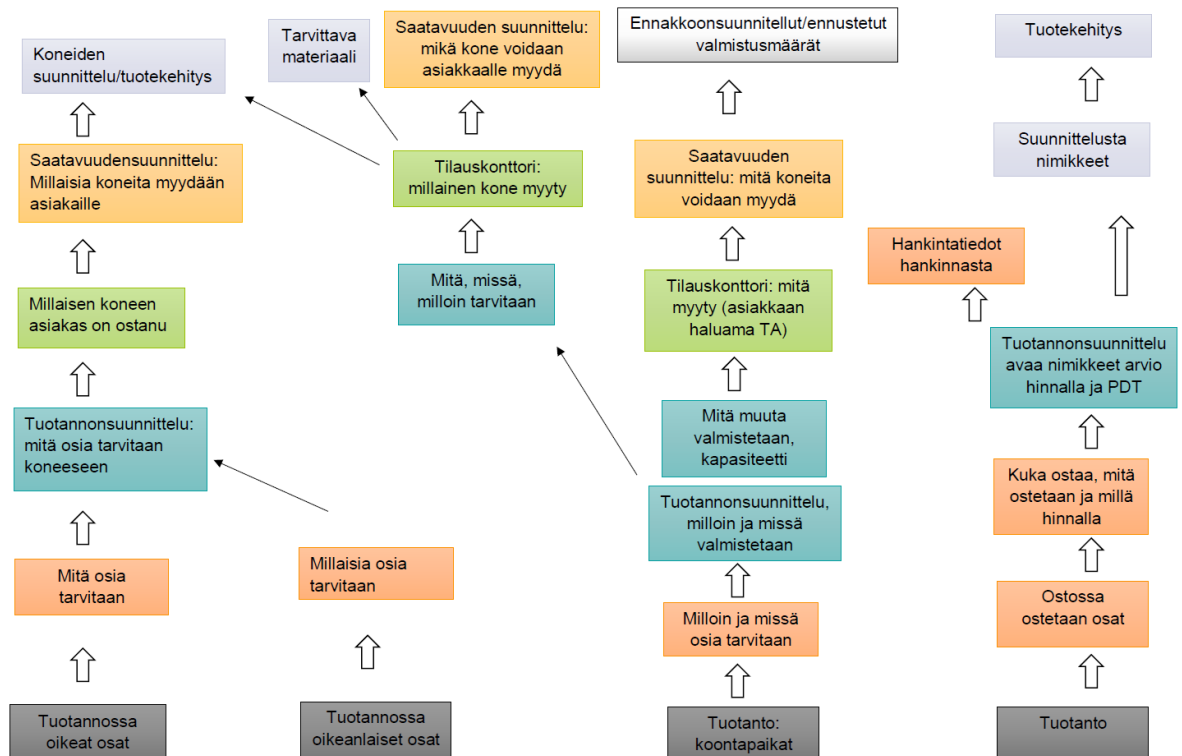 Koneiden
suunnittelu/tuotekehitys
Saatavuudensuunnittelu:
Millaisia koneita myydään
asiakaille
Millaisen koneen
asiakas on ostanu
Tuotannonsuunnittelu:
mitä osia tarvitaan
koneeseen
Mitä osia
tarvitaan
Tuotannossa
oikeat osat
Tarvittava
materiaali
Saatavuuden suunnittelu:
mikä kone voidaan
asiakkaalle myydä
Tilauskonttori:
millainen kone myyty
Mitä, missä,
milloin tarvitaan
Millaisia osia
tarvitaan
Tuotannossa
oikeanlaiset osat
Ennakkoonsuunnitellut/ennustetut
valmistusmäärät
Saatavuuden
suunnittelu: mitä koneita
voidaan myydä
Tilauskonttori: mitä
myyty (asiakkaan
haluama TA)
Mitä muuta
valmistetaan,
kapasiteetti
Tuotannonsuunnittelu,
milloin ja missä
valmistetaan
Milloin ja missä
osia tarvitaan
Tuotanto:
koontapaikat
Tuotekehitys
Suunnittelusta
nimikkeet
Hankintatiedot
hankinnasta
Tuotannonsuunnittelu
avaa nimikkeet arvio
hinnalla ja PDT
Kuka ostaa, mitä
ostetaan ja millä
hinnalla
Ostossa
ostetaan osat
Tuotanto